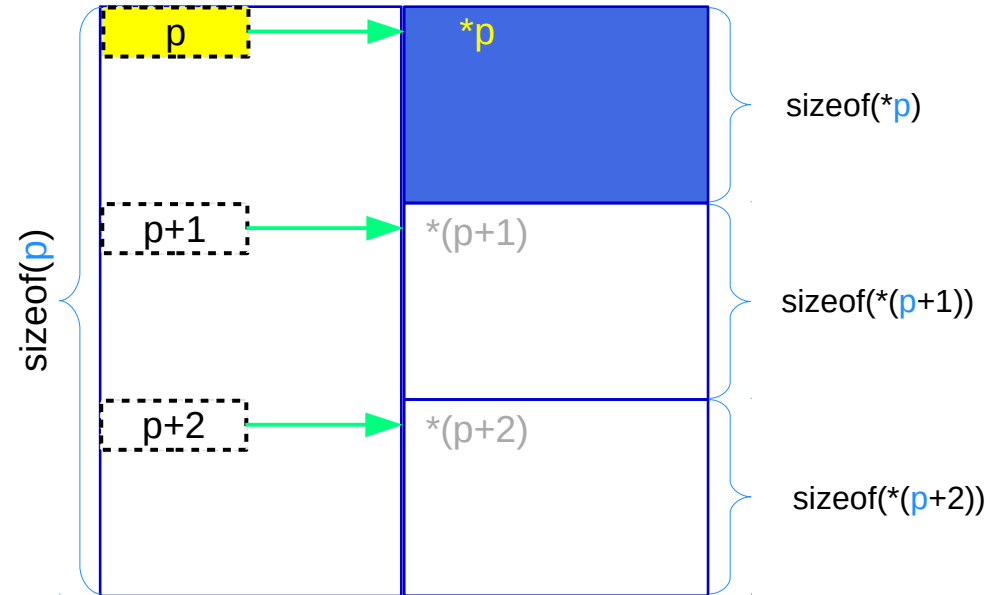 p
*p
sizeof(*p)
p+1
*(p+1)
sizeof(p)
sizeof(*(p+1))
p+2
*(p+2)
sizeof(*(p+2))